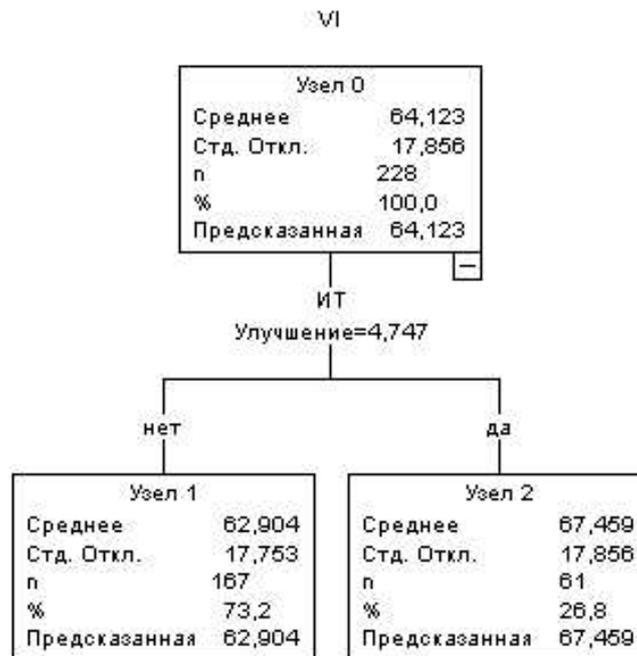 VI
Узел 0
Среднее 64,123
Стд. Откл. 17,856
n 228
% 100,0
Предсказанная 64,123
ИТ
Улучшение=4,747
нет
да
Узел 1
Среднее 62,904
Стд. Откл. 17,753
n 167
% 73,2
Предсказанная 62,904
Узел 2
Среднее 67,459
Стд. Откл. 17,856
n 61
% 26,8
Предсказанная 67,459